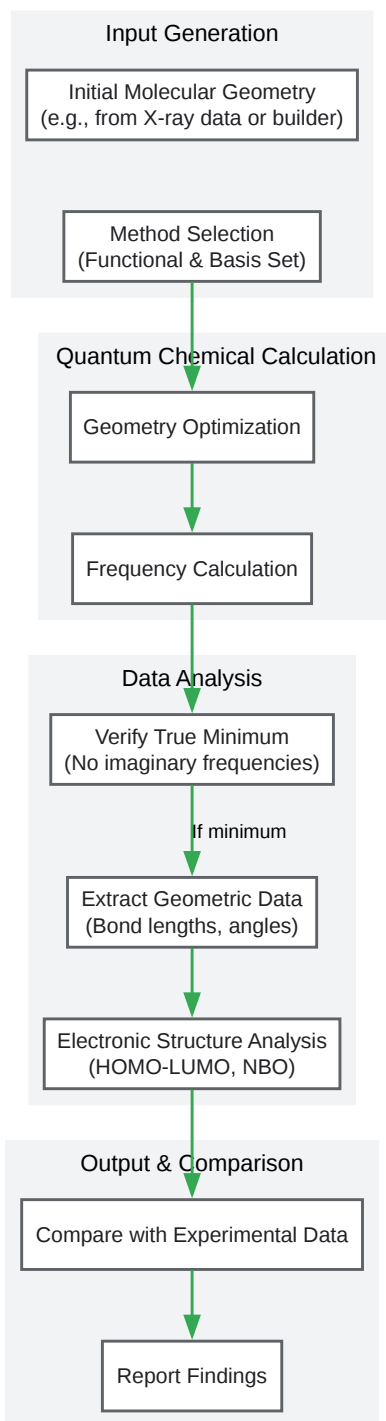 Input Generation
Initial Molecular Geometry
(e.g., from X-ray data or builder)
Method Selection
(Functional & Basis Set)
Quantum Chemical Calculation
Geometry Optimization
Frequency Calculation
Data Analysis
Verify True Minimum
(No imaginary frequencies)
If minimum
Extract Geometric Data
(Bond lengths, angles)
Electronic Structure Analysis
(HOMO-LUMO, NBO)
Output & Comparison
Compare with Experimental Data
Report Findings